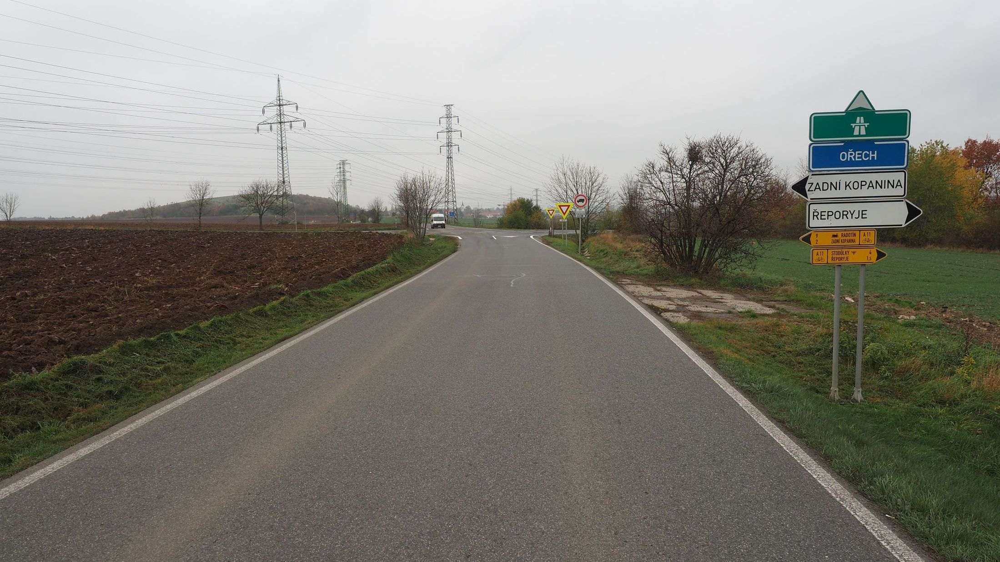 OŘECH
ZADNÍ KOPANINA
ŘEPORYJE
9 RADOTÍN A 11
2 ZADNÍ KOPANINA
A 11 STODŮLKY 4
ŘEPORYJE 1,5